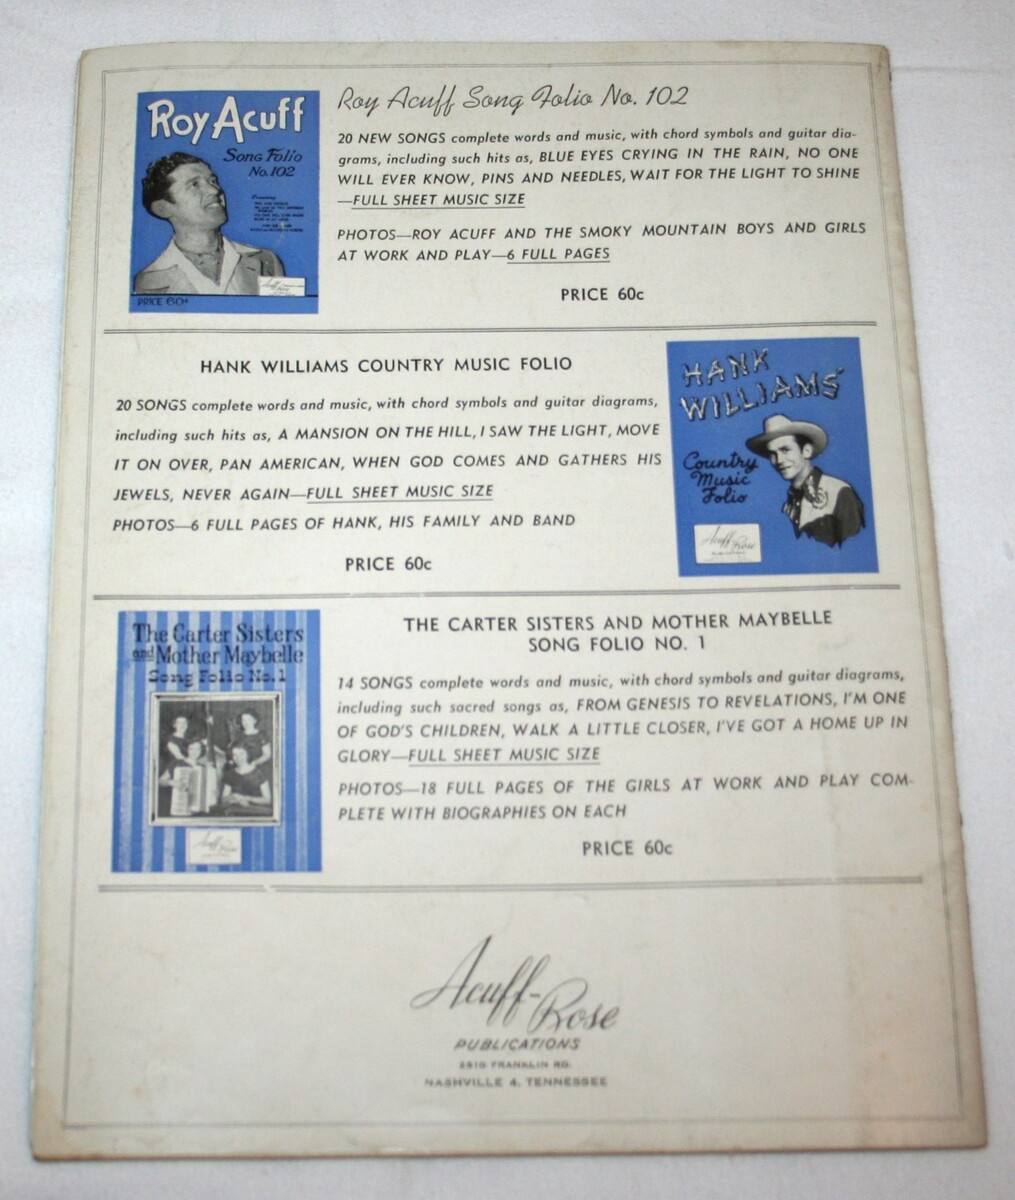 Roy Acuff
Song Folio
No. 102
PRICE 60¢
Roy Acuff Song Folio No. 102
20 NEW SONGS complete words and music, with chord symbols and guitar dia-
grams, including such hits as, BLUE EYES CRYING IN THE RAIN, NO ONE
WILL EVER KNOW, PINS AND NEEDLES, WAIT FOR THE LIGHT TO SHINE
—FULL SHEET MUSIC SIZE
PHOTOS—ROY ACUFF AND THE SMOKY MOUNTAIN BOYS AND GIRLS
AT WORK AND PLAY—6 FULL PAGES
PRICE 60c
HANK WILLIAMS COUNTRY MUSIC FOLIO
20 SONGS complete words and music, with chord symbols and guitar diagrams,
including such hits as, A MANSION ON THE HILL, I SAW THE LIGHT, MOVE
IT ON OVER, PAN AMERICAN, WHEN GOD COMES AND GATHERS HIS
JEWELS, NEVER AGAIN—FULL SHEET MUSIC SIZE
PHOTOS—6 FULL PAGES OF HANK, HIS FAMILY AND BAND
PRICE 60c
HANK
WILLIAMS'
Country
Music
Folio
Acuff-Rose
The Carter Sisters
and Mother Maybelle
Song Folio No. 1
Acuff-Rose
THE CARTER SISTERS AND MOTHER MAYBELLE
SONG FOLIO NO. 1
14 SONGS complete words and music, with chord symbols and guitar diagrams,
including such sacred songs as, FROM GENESIS TO REVELATIONS, I'M ONE
OF GOD'S CHILDREN, WALK A LITTLE CLOSER, I'VE GOT A HOME UP IN
GLORY—FULL SHEET MUSIC SIZE
PHOTOS—18 FULL PAGES OF THE GIRLS AT WORK AND PLAY COM-
PLETE WITH BIOGRAPHIES ON EACH
PRICE 60c
Acuff-Rose
PUBLICATIONS
FRANKLIN RD.
NASHVILLE 4, TENNESSEE